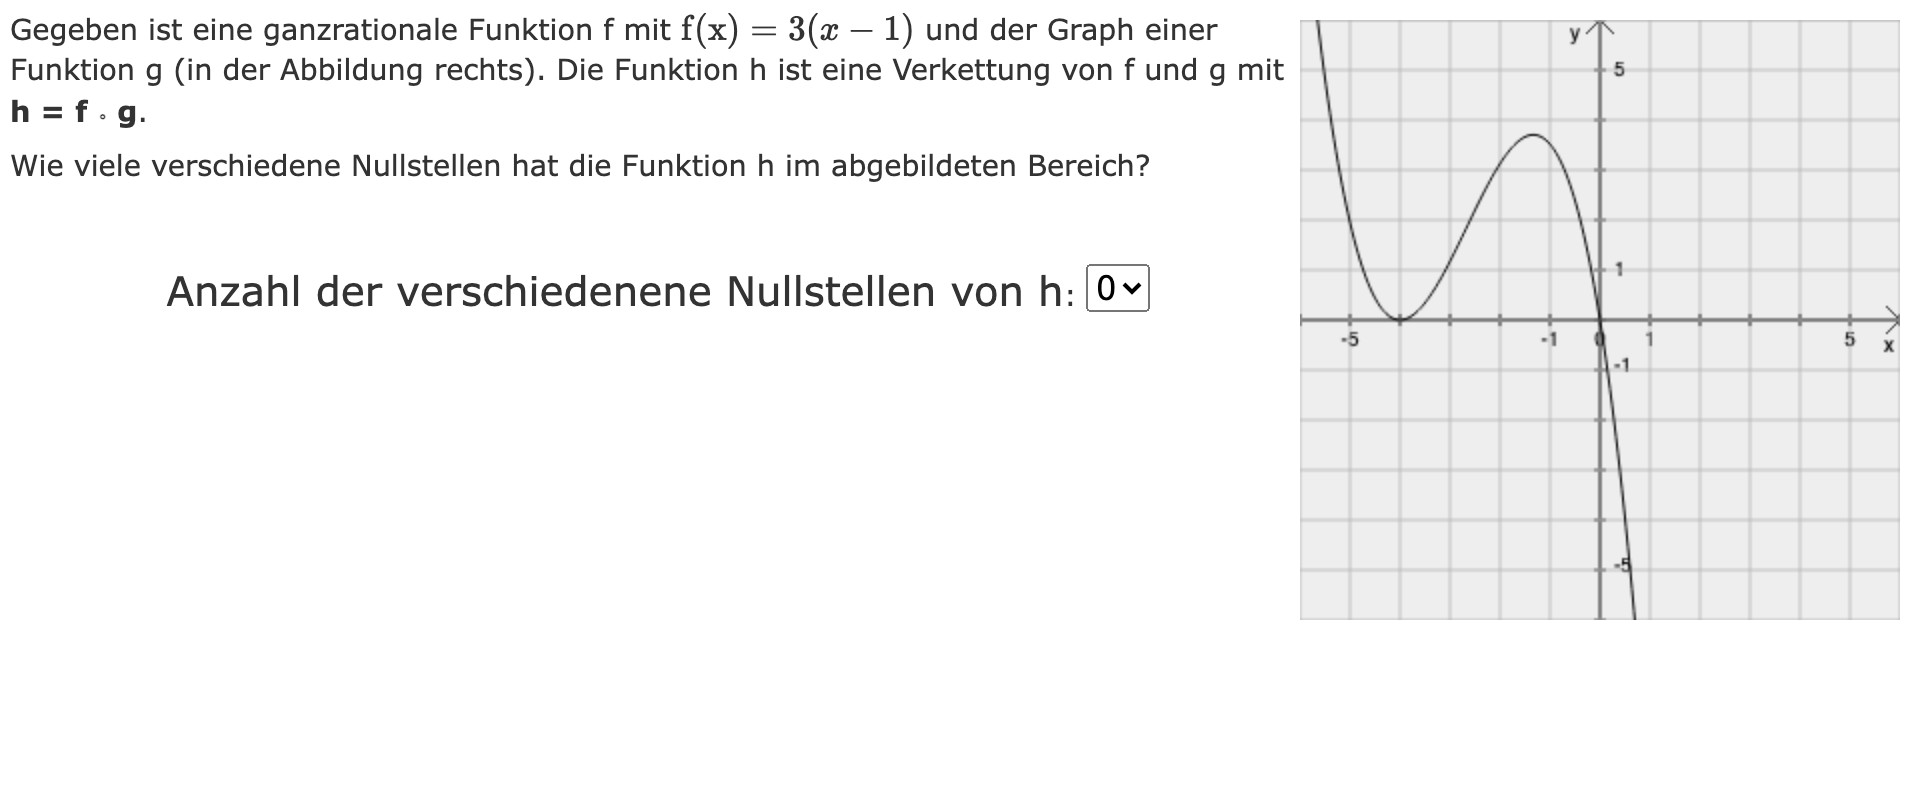 Gegeben ist eine ganzrationale Funktion f mit f(x) = 3(x − 1) und der Graph einer
Funktion g (in der Abbildung rechts). Die Funktion h ist eine Verkettung von f und g mit
h = f ∘ g.
Wie viele verschiedene Nullstellen hat die Funktion h im abgebildeten Bereich?
Anzahl der verschiedenene Nullstellen von h: 0
y
5
1
-5 -1 0 1 5 x
-1
-5